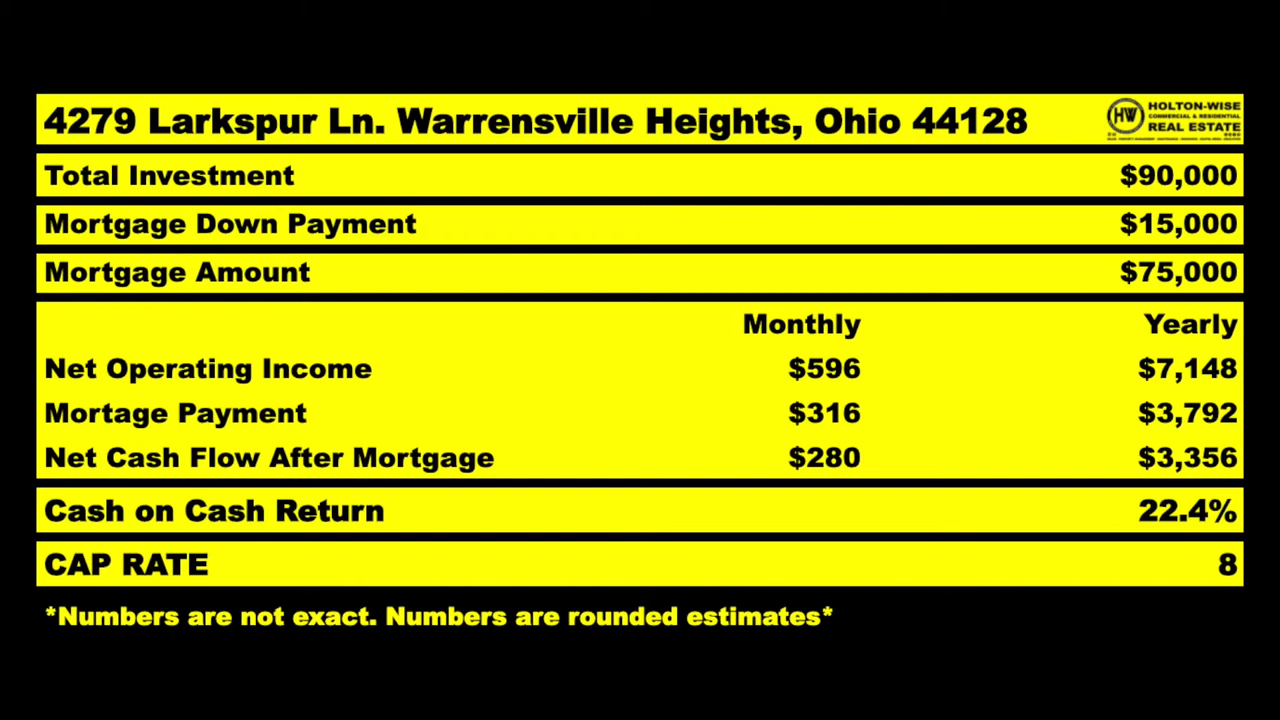 4279 Larkspur Ln. Warrensville Heights, Ohio 44128
HW
HOLTON-WISE
COMMERCIAL & RESIDENTIAL
REAL ESTATE
Total Investment $90,000
Mortgage Down Payment $15,000
Mortgage Amount $75,000
Monthly Yearly
Net Operating Income $596 $7,148
Mortage Payment $316 $3,792
Net Cash Flow After Mortgage $280 $3,356
Cash on Cash Return 22.4%
CAP RATE 8
*Numbers are not exact. Numbers are rounded estimates*